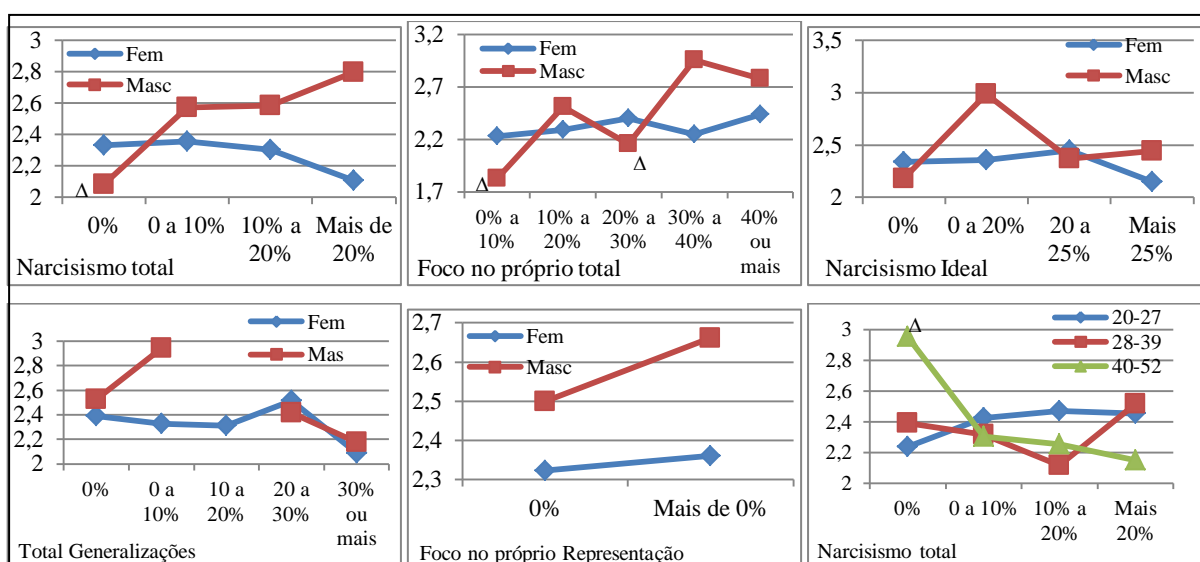 3
2,8
2,6
2,4
2,2
2
Fem
Masc
Δ
0%
0 a 10%
10% a
20%
Mais de
20%
Narcisismo total
3,2
2,7
2,2
1,7
Fem
Masc
Δ
Δ
0% a
10%
10% a
20%
20% a
30%
30% a
40%
40%
ou
mais
Foco no próprio total
3,5
3
2,5
2
Fem
Masc
0%
0 a 20%
20 a
25%
Mais
25%
Narcisismo Ideal
3
2,8
2,6
2,4
2,2
2
Fem
Mas
0%
0 a
10%
10 a
20%
20 a
30%
30%
ou
mais
Total Generalizações
2,7
2,6
2,5
2,4
2,3
Fem
Masc
0%
Mais de 0%
Foco no próprio Representação
3
2,8
2,6
2,4
2,2
2
Δ
20-27
28-39
40-52
0%
0 a 10%
10% a
20%
Mais
20%
Narcisismo total